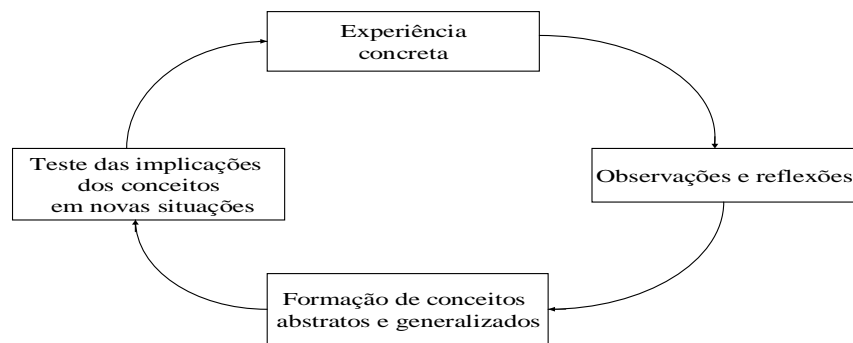 Experiência
concreta
Teste das implicações
dos conceitos
em novas situações
Observações e reflexões
Formação de conceitos
abstratos e generalizados